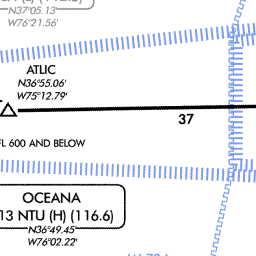 N37°05.13
W76°21.56'
ATLIC
N36°55.06'
W75°12.79'
37
FL 600 AND BELOW
OCEANA
13 NTU (H) (116.6)
N36°49.45'
W76°02.22'